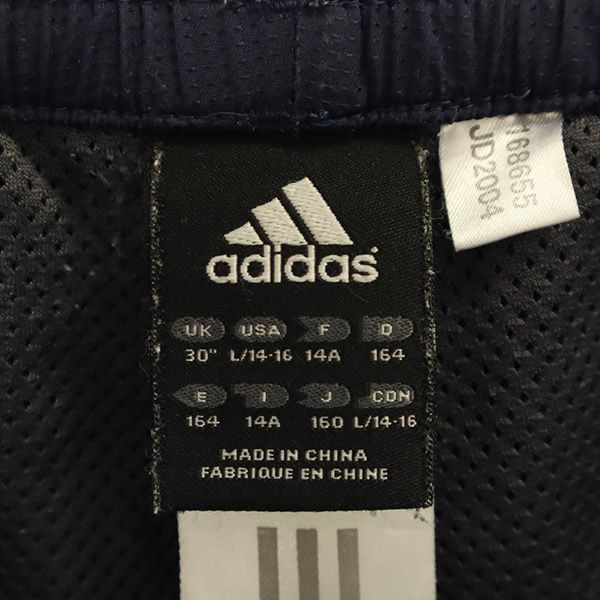 adidas
UK USA F D
30" L/14-16 14A 164
E I J CDN
164 14A 160 L/14-16
MADE IN CHINA
FABRIQUE EN CHINE
168655
JD2004